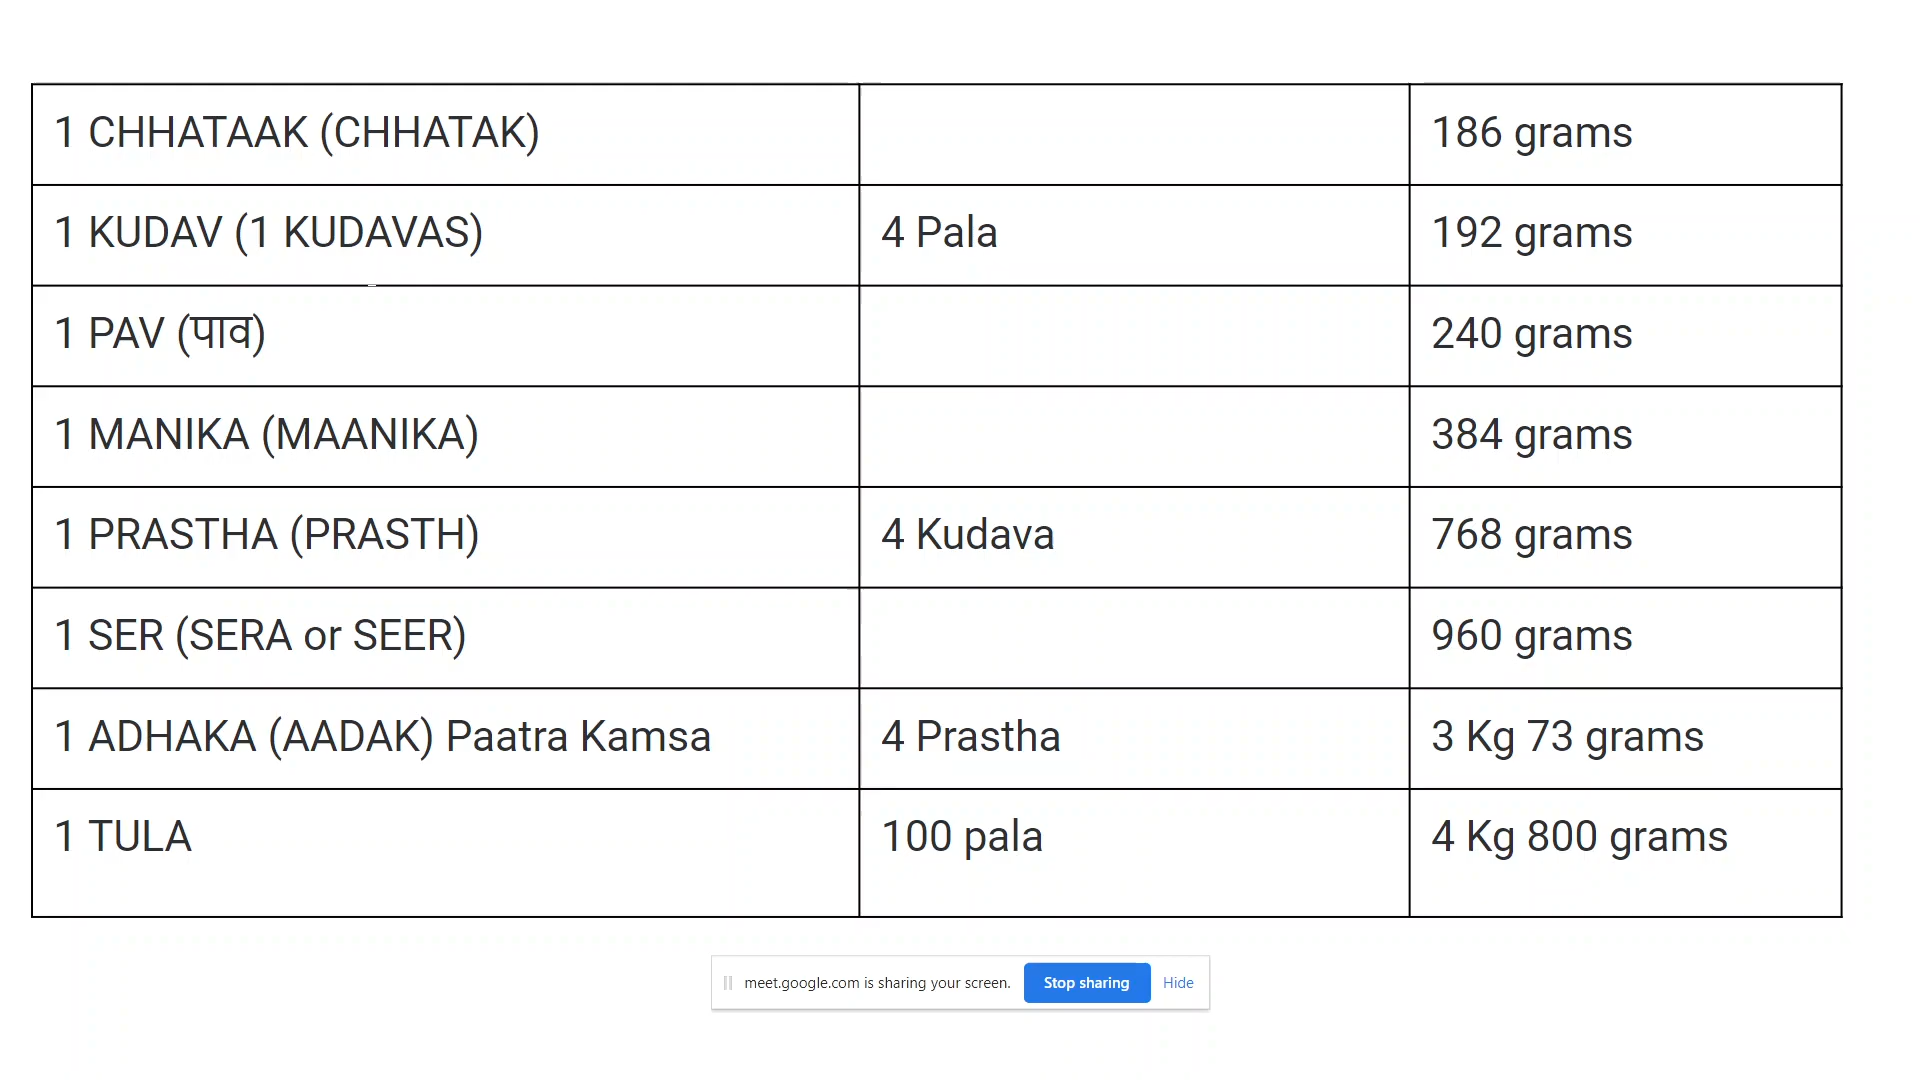 1 CHHATAAK (CHHATAK) 186 grams
1 KUDAV (1 KUDAVAS) 4 Pala 192 grams
1 PAV (पाव) 240 grams
1 MANIKA (MAANIKA) 384 grams
1 PRASTHA (PRASTH) 4 Kudava 768 grams
1 SER (SERA or SEER) 960 grams
1 ADHAKA (AADAK) Paatra Kamsa 4 Prastha 3 Kg 73 grams
1 TULA 100 pala 4 Kg 800 grams
meet.google.com is sharing your screen. Stop sharing Hide